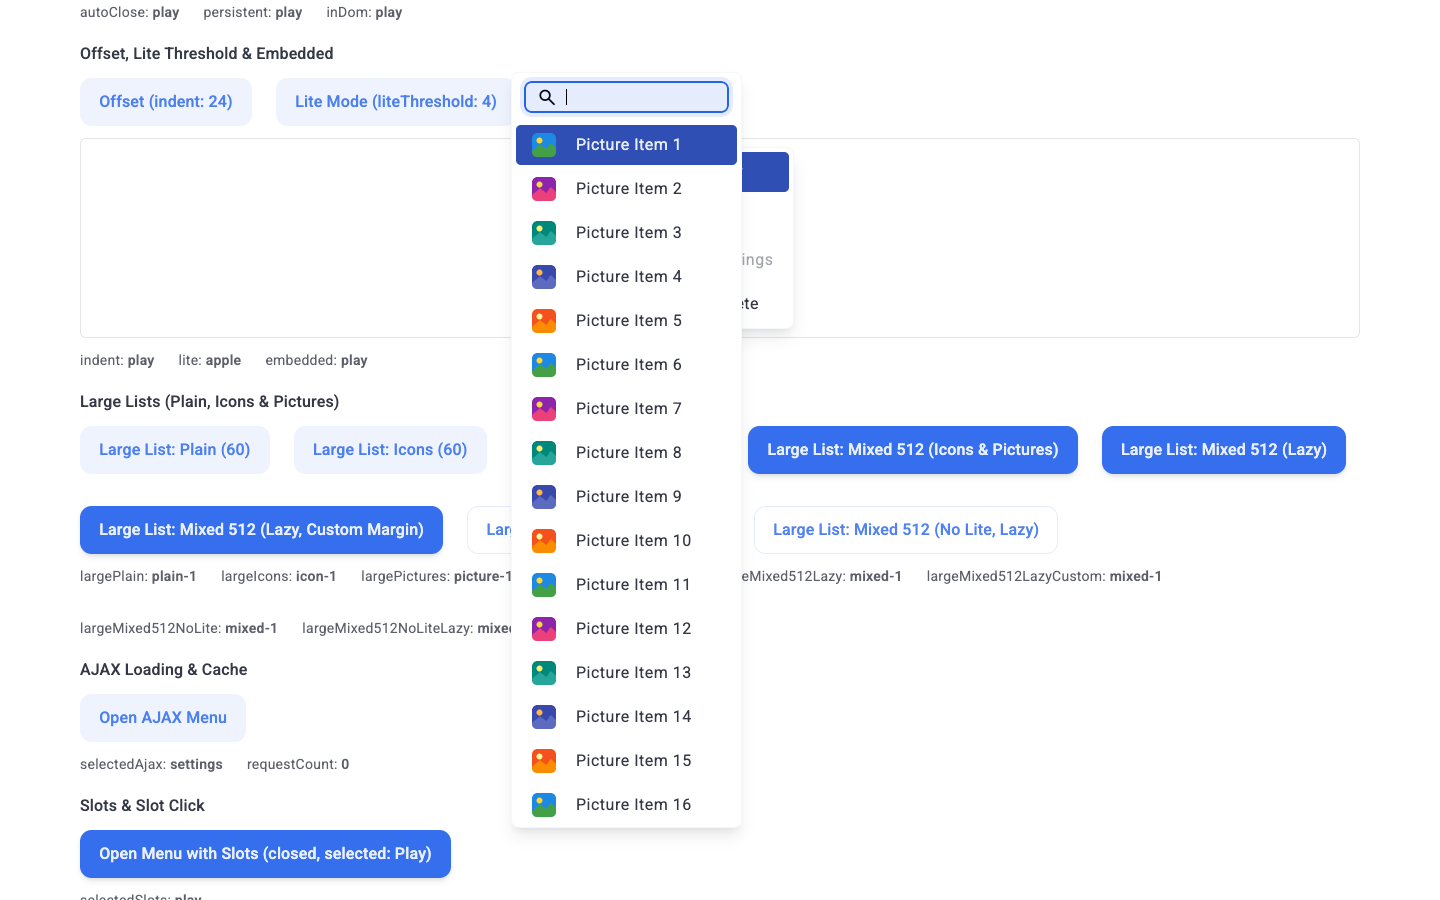 autoClose: play persistent: play inDom: play
Offset, Lite Threshold & Embedded
Offset (indent: 24) Lite Mode (liteThreshold: 4)
Picture Item 1
Picture Item 2
Picture Item 3
Picture Item 4
Picture Item 5
Picture Item 6
Picture Item 7
Picture Item 8
Picture Item 9
Picture Item 10
Picture Item 11
Picture Item 12
Picture Item 13
Picture Item 14
Picture Item 15
Picture Item 16
indent: play lite: apple embedded: play
Large Lists (Plain, Icons & Pictures)
Large List: Plain (60) Large List: Icons (60) Large List: Mixed 512 (Icons & Pictures) Large List: Mixed 512 (Lazy)
Large List: Mixed 512 (Lazy, Custom Margin) Large List: Mixed 512 (No Lite, Lazy)
largePlain: plain-1 largeIcons: icon-1 largePictures: picture-1 mixed-1 largeMixed512LazyCustom: mixed-1
largeMixed512NoLite: mixed-1 largeMixed512NoLiteLazy:
AJAX Loading & Cache
Open AJAX Menu
selectedAjax: settings requestCount: 0
Slots & Slot Click
Open Menu with Slots (closed, selected: Play)
selectedSlots: play